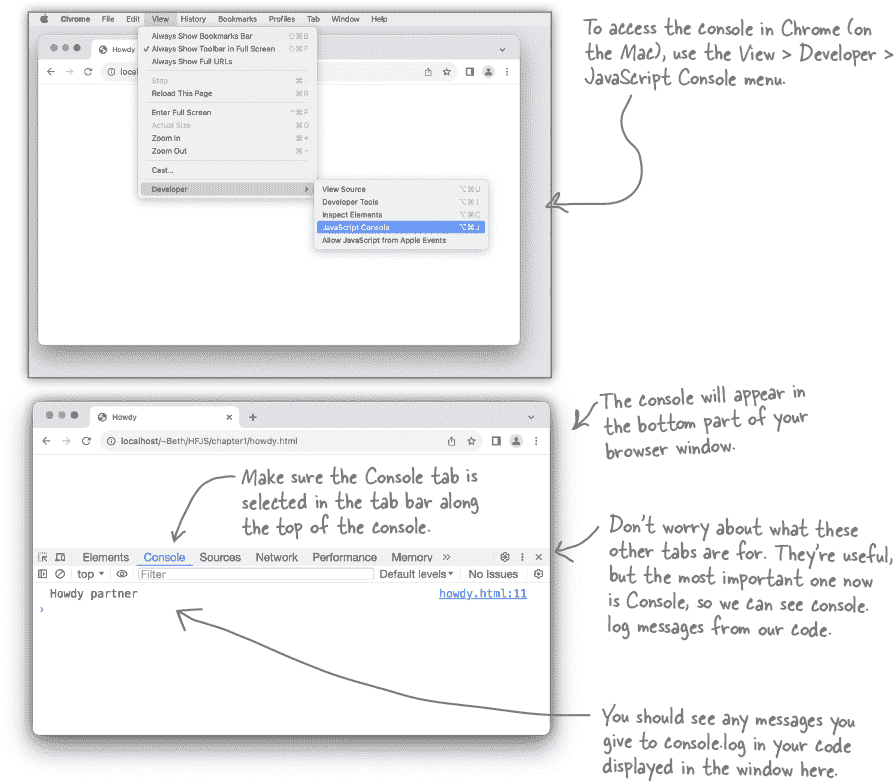 Chrome File Edit View History Bookmarks Profiles Tab Window Help
Always Show Bookmarks Bar ⇧⌘B
✓ Always Show Toolbar in Full Screen ⇧⌘F
Always Show Full URLs
Stop ⌘.
Reload This Page ⌘R
Enter Full Screen ^⌘F
Actual Size ⌘0
Zoom In ⌘+
Zoom Out ⌘−
Cast...
Developer >
Howdy
local
View Source ⌥⌘U
Developer Tools ⌥⌘I
Inspect Elements ⌥⌘C
JavaScript Console ⌥⌘J
Allow JavaScript from Apple Events
To access the console in Chrome (on
the Mac), use the View > Developer >
JavaScript Console menu.
Howdy
localhost/~Beth/HFJS/chapter1/howdy.html
The console will appear in
the bottom part of your
browser window.
Make sure the Console tab is
selected in the tab bar along
the top of the console.
Elements Console Sources Network Performance Memory »
top Filter Default levels No Issues
Howdy partner howdy.html:11
›
Don't worry about what these
other tabs are for. They're useful,
but the most important one now
is Console, so we can see console.
log messages from our code.
You should see any messages you
give to console.log in your code
displayed in the window here.